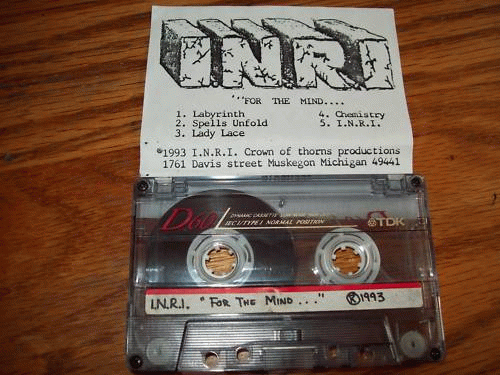 I.N.R.I
"'FOR THE MIND....
1. Labyrinth 4. Chemistry
2. Spells Unfold 5. I.N.R.I.
3. Lady Lace
©1993 I.N.R.I. Crown of thorns productions
1761 Davis street Muskegon Michigan 49441
D60 DYNAMIC CASSETTE
IEC I/TYPE I NORMAL POSITION TDK
I.N.R.I. "FOR THE MIND..." ®1993